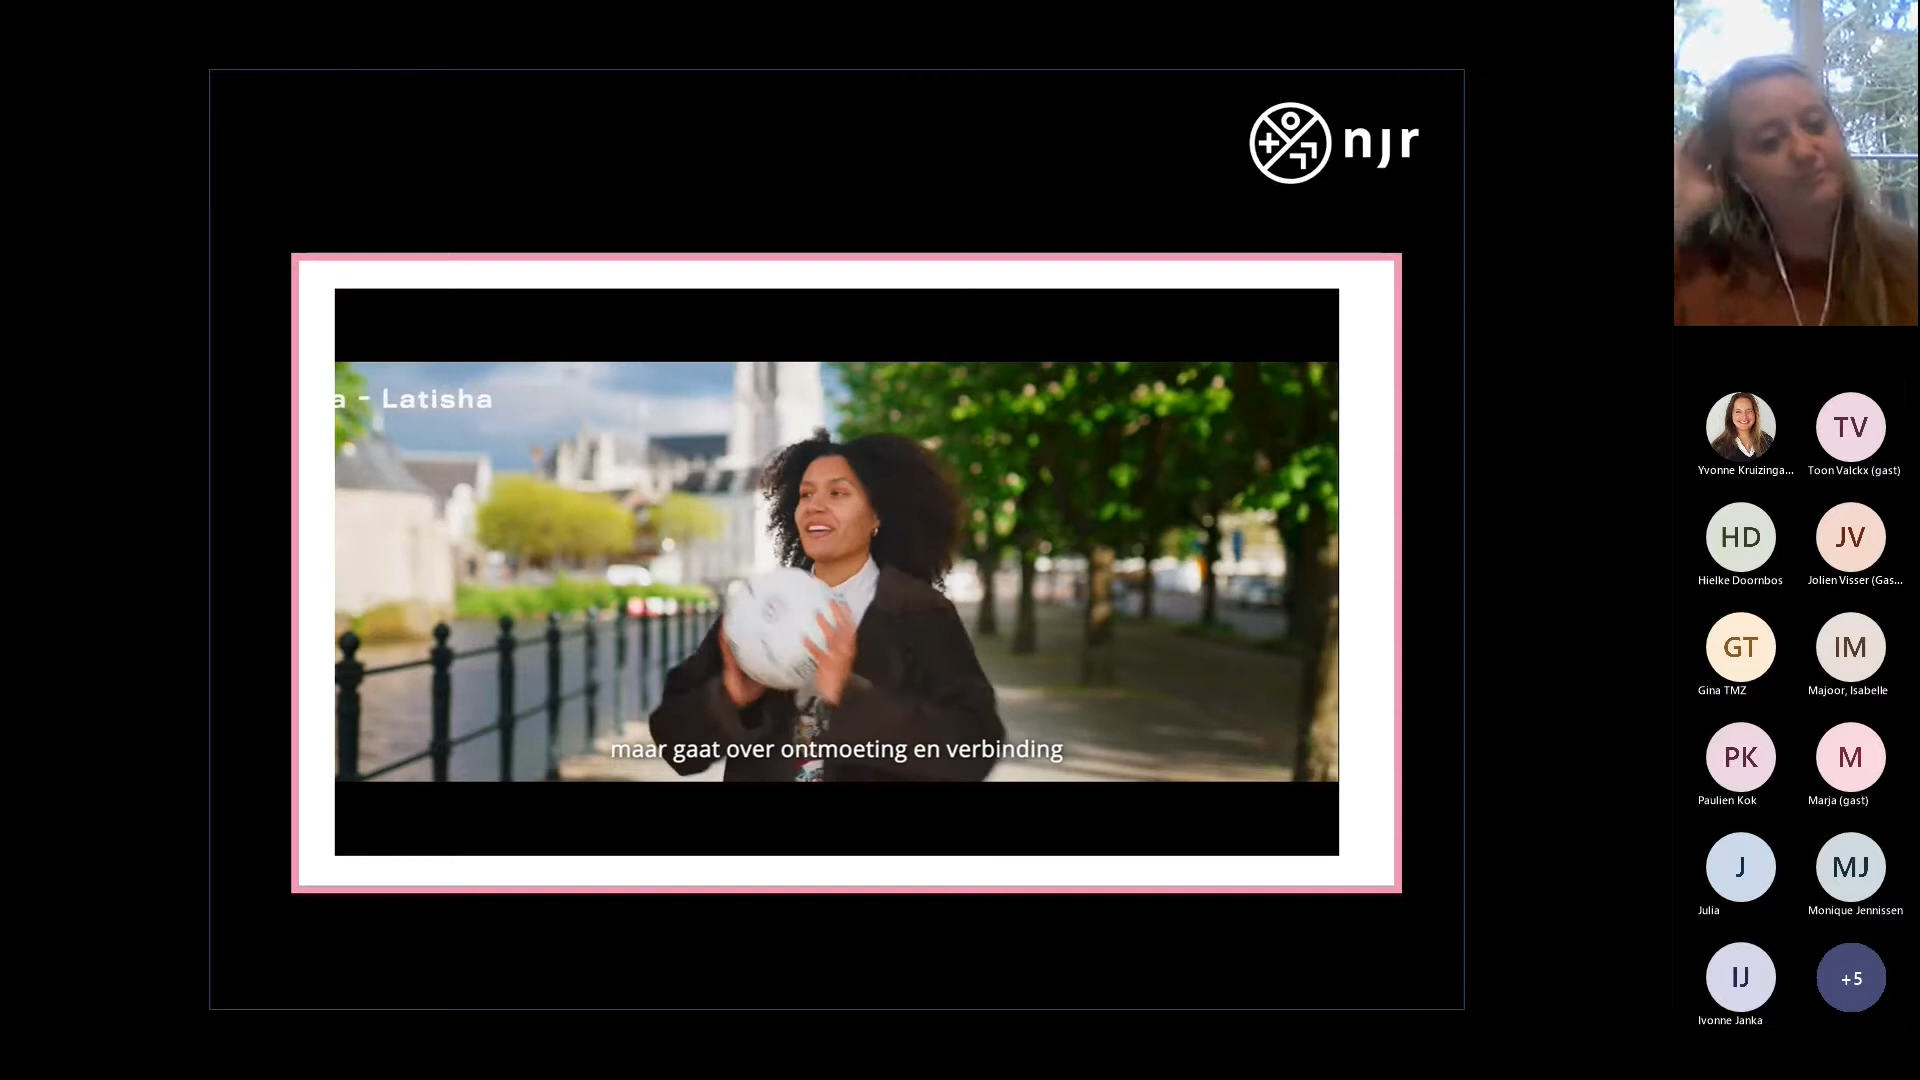 njr
a - Latisha
maar gaat over ontmoeting en verbinding
Yvonne Kruizinga...
TV
Toon Valckx (gast)
HD
Hielke Doornbos
JV
Jolien Visser (Gas...
GT
Gina TMZ
IM
Majoor, Isabelle
PK
Paulien Kok
M
Marja (gast)
J
Julia
MJ
Monique Jennissen
IJ
Ivonne Janka
+5